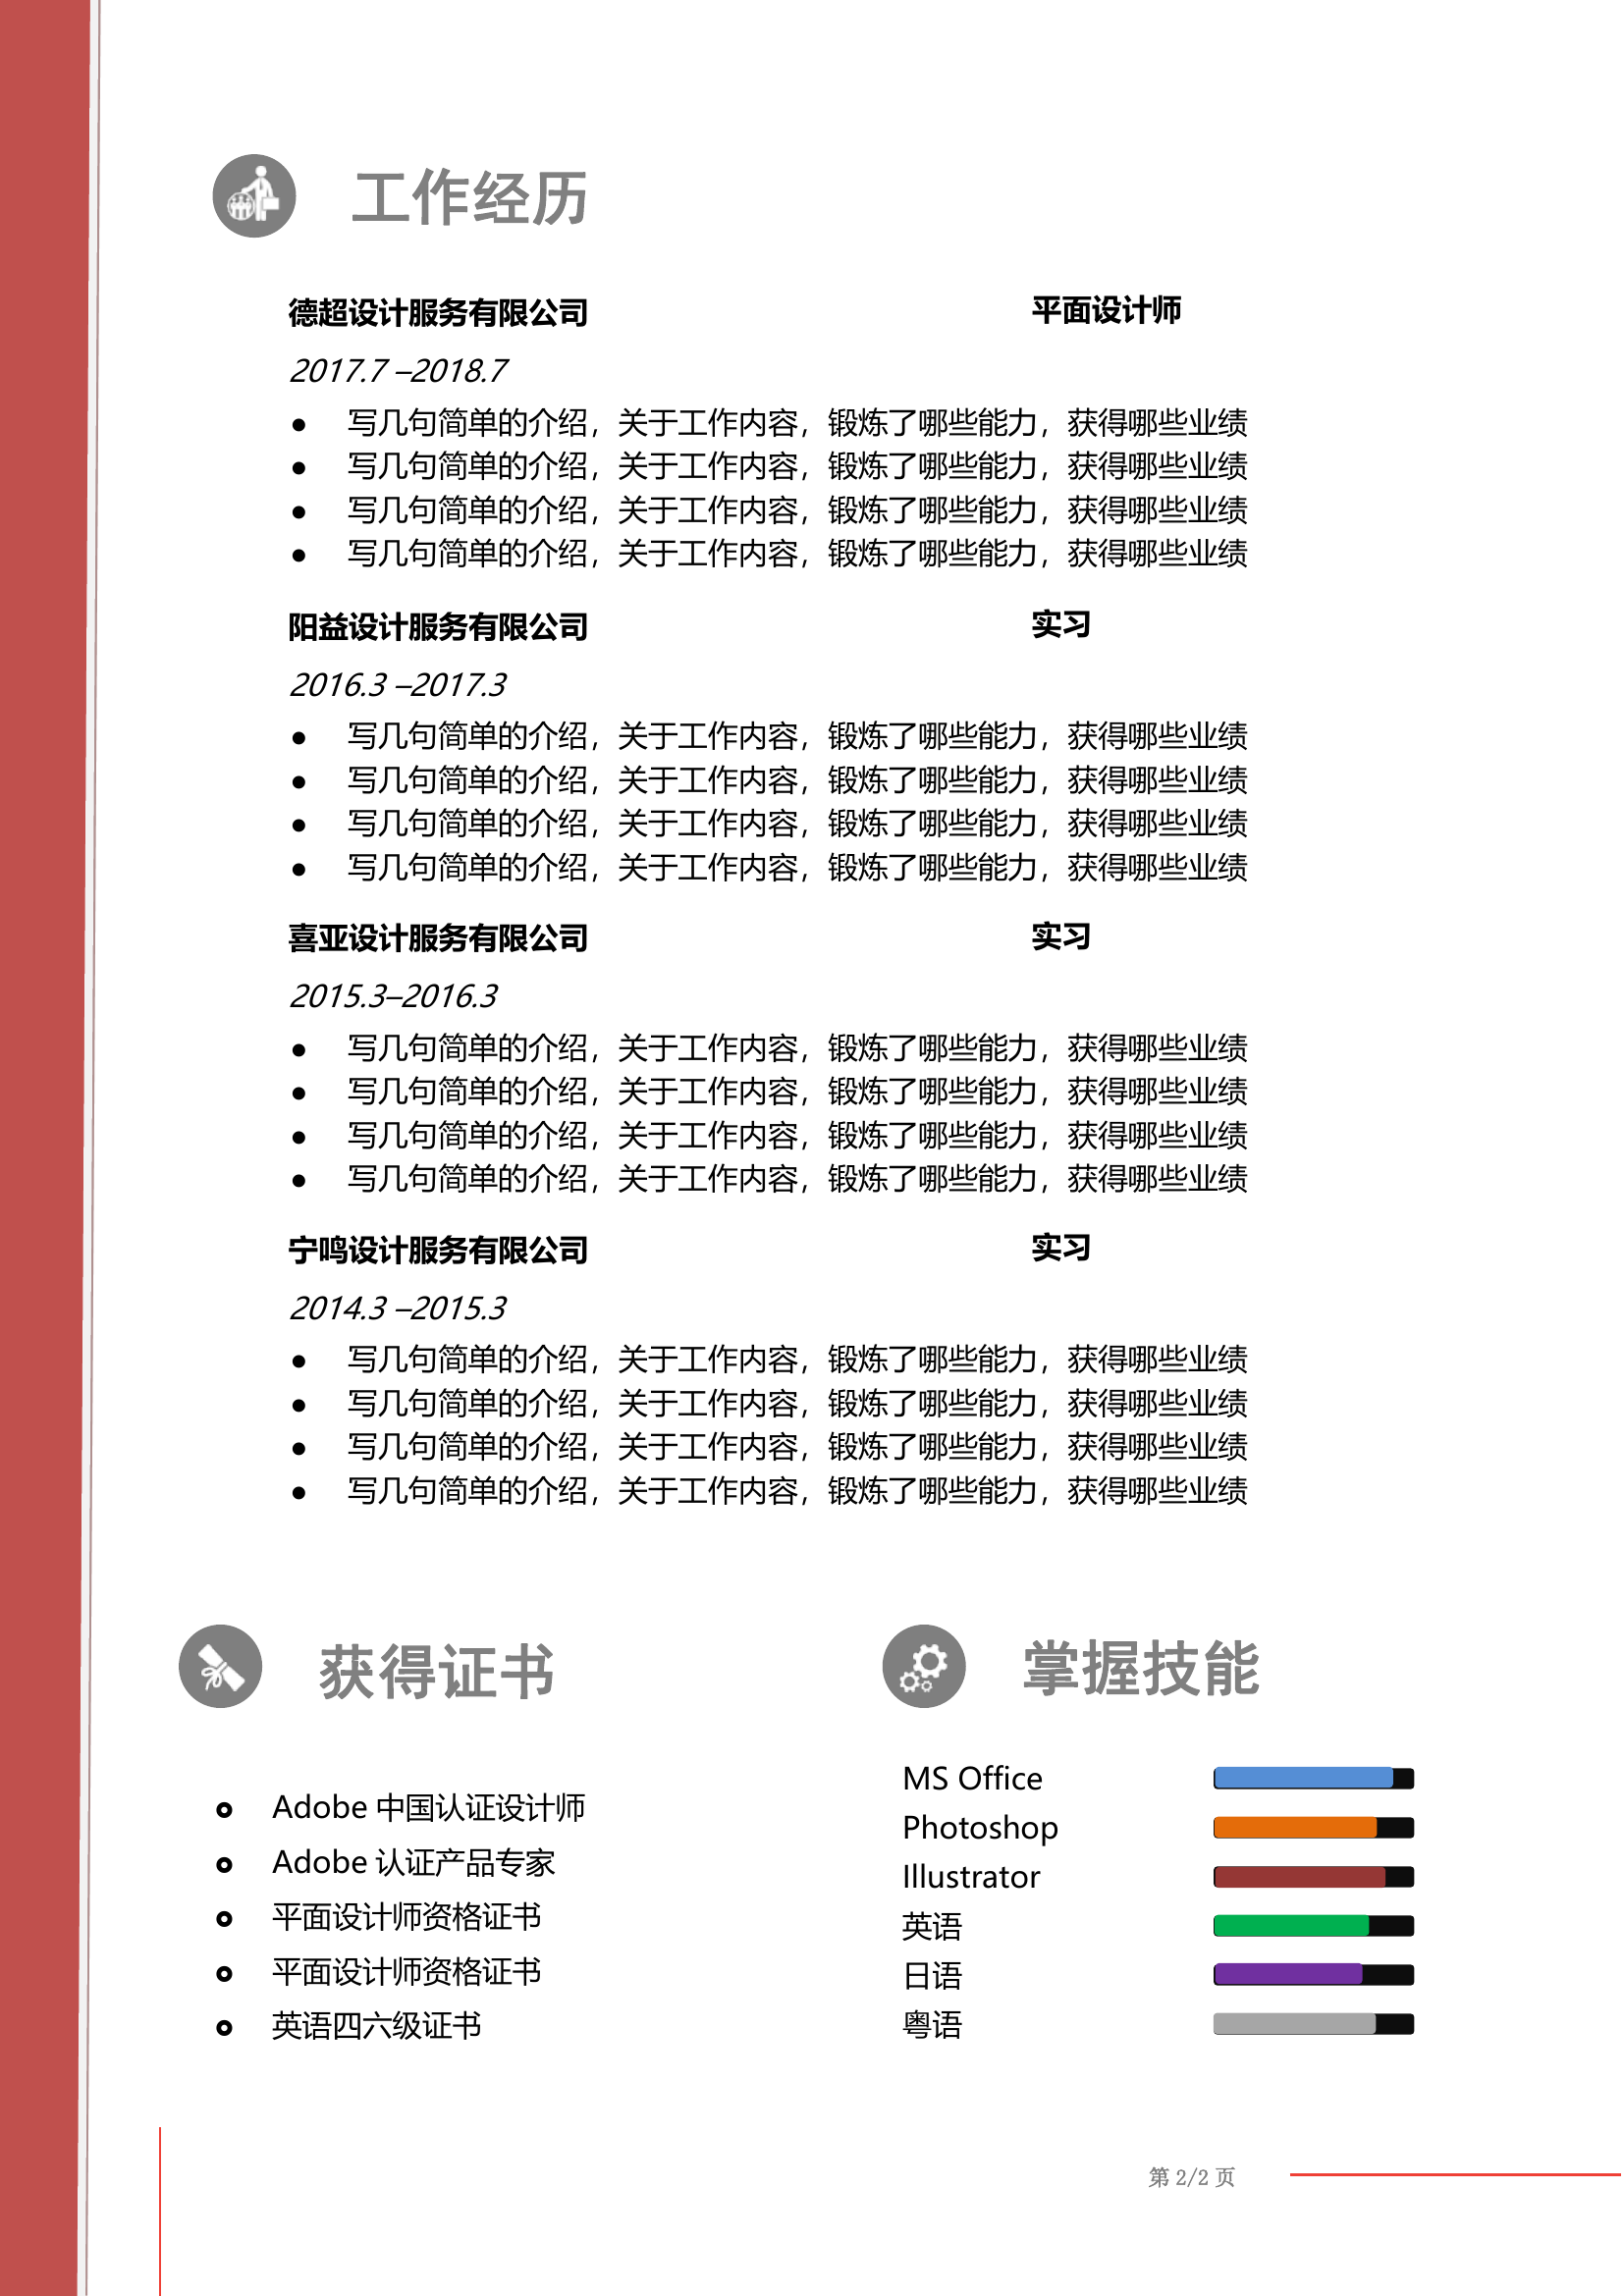 工作经历
德超设计服务有限公司 平面设计师
2017.7 –2018.7
● 写几句简单的介绍，关于工作内容，锻炼了哪些能力，获得哪些业绩
● 写几句简单的介绍，关于工作内容，锻炼了哪些能力，获得哪些业绩
● 写几句简单的介绍，关于工作内容，锻炼了哪些能力，获得哪些业绩
● 写几句简单的介绍，关于工作内容，锻炼了哪些能力，获得哪些业绩
阳益设计服务有限公司 实习
2016.3 –2017.3
● 写几句简单的介绍，关于工作内容，锻炼了哪些能力，获得哪些业绩
● 写几句简单的介绍，关于工作内容，锻炼了哪些能力，获得哪些业绩
● 写几句简单的介绍，关于工作内容，锻炼了哪些能力，获得哪些业绩
● 写几句简单的介绍，关于工作内容，锻炼了哪些能力，获得哪些业绩
喜亚设计服务有限公司 实习
2015.3–2016.3
● 写几句简单的介绍，关于工作内容，锻炼了哪些能力，获得哪些业绩
● 写几句简单的介绍，关于工作内容，锻炼了哪些能力，获得哪些业绩
● 写几句简单的介绍，关于工作内容，锻炼了哪些能力，获得哪些业绩
● 写几句简单的介绍，关于工作内容，锻炼了哪些能力，获得哪些业绩
宁鸣设计服务有限公司 实习
2014.3 –2015.3
● 写几句简单的介绍，关于工作内容，锻炼了哪些能力，获得哪些业绩
● 写几句简单的介绍，关于工作内容，锻炼了哪些能力，获得哪些业绩
● 写几句简单的介绍，关于工作内容，锻炼了哪些能力，获得哪些业绩
● 写几句简单的介绍，关于工作内容，锻炼了哪些能力，获得哪些业绩
获得证书
Adobe 中国认证设计师
Adobe 认证产品专家
平面设计师资格证书
平面设计师资格证书
英语四六级证书
掌握技能
MS Office
Photoshop
Illustrator
英语
日语
粤语
第 2/2 页